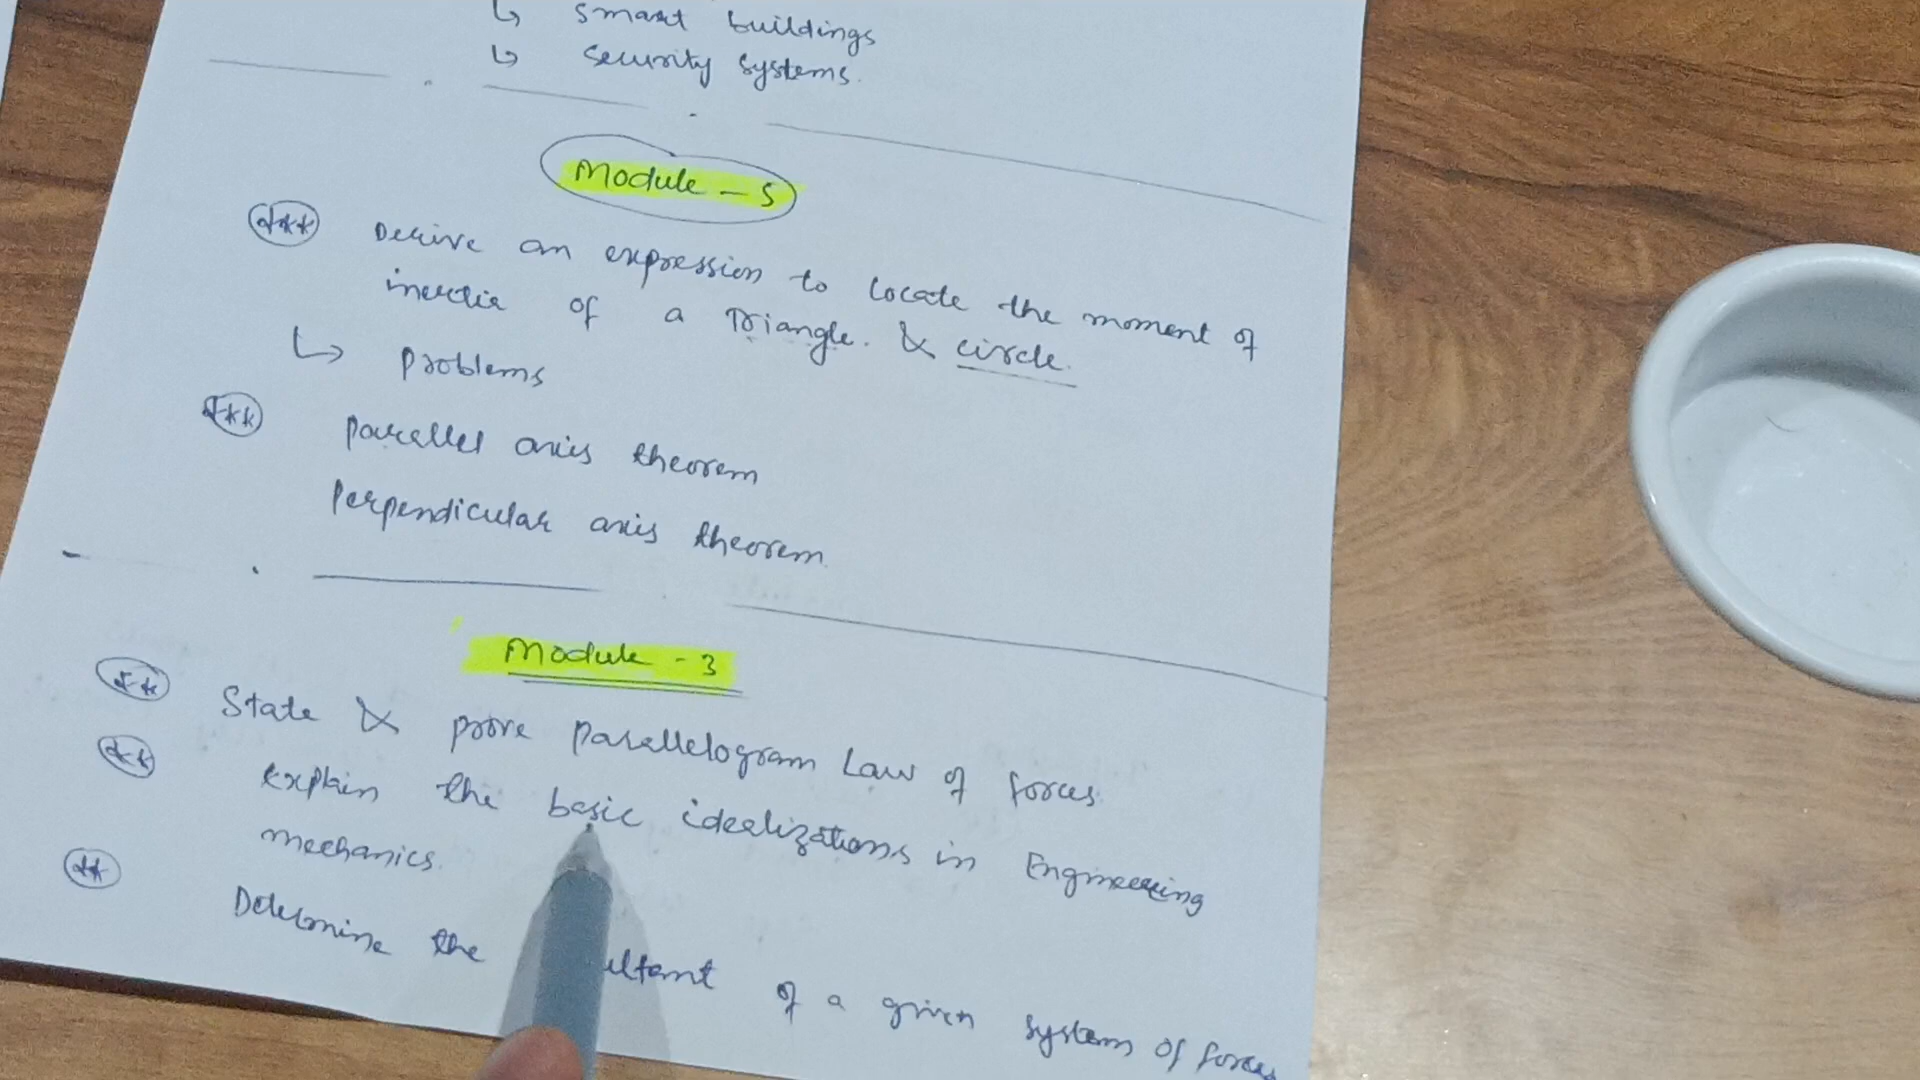 ↳ smart buildings
↳ security systems.
Module - 5
*** Derive an expression to locate the moment of
inertia of a Triangle. & circle.
↳ problems
*** parallel axis theorem
Perpendicular axis theorem.
Module - 3
** State & prove parallelogram Law of forces.
** Explain the basic idealizations in Engineering
mechanics.
** Determine the ultant of a given system of forces